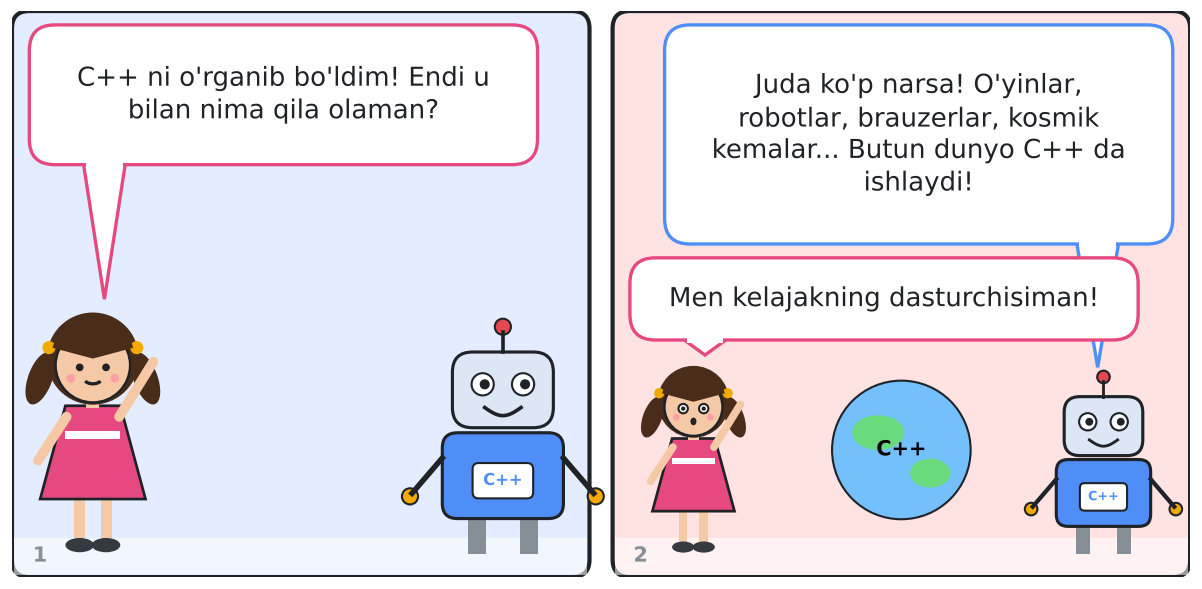 C++ ni o'rganib bo'ldim! Endi u
bilan nima qila olaman?
C++
1
Juda ko'p narsa! O'yinlar,
robotlar, brauzerlar, kosmik
kemalar... Butun dunyo C++ da
ishlaydi!
Men kelajakning dasturchisiman!
C++
C++
2